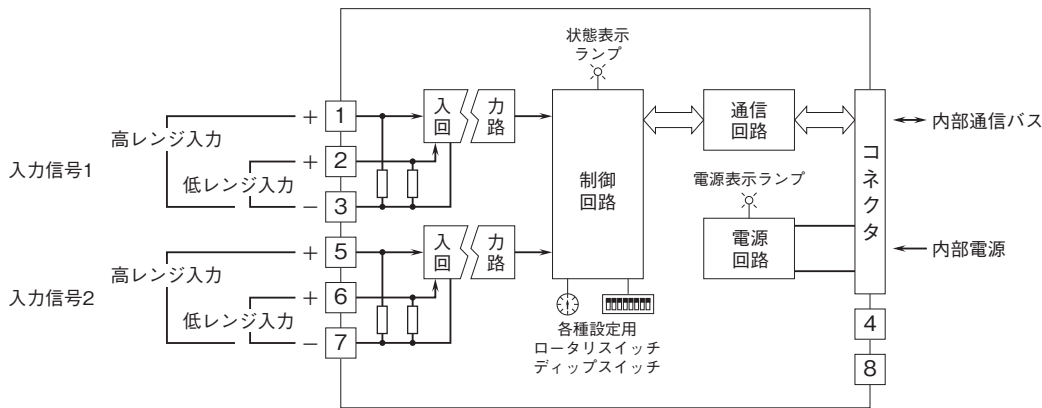 状態表示
ランプ
+ 1
高レンジ入力
+ 2
入力信号1
低レンジ入力
− 3
入 力
回 路
制御
回路
通信
回路
コネクタ
内部通信バス
電源表示ランプ
電源
回路
内部電源
+ 5
高レンジ入力
+ 6
入力信号2
低レンジ入力
− 7
入 力
回 路
各種設定用
ロータリスイッチ
ディップスイッチ
4
8